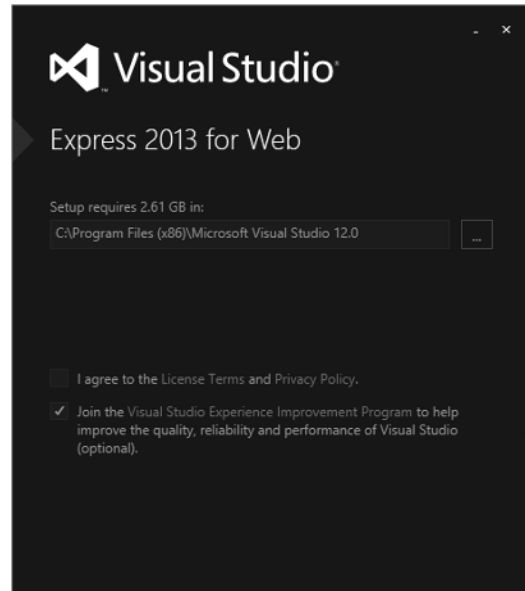 Visual Studio®
Express 2013 for Web
Setup requires 2.61 GB in:
C:\Program Files (x86)\Microsoft Visual Studio 12.0
...
I agree to the License Terms and Privacy Policy.
Join the Visual Studio Experience Improvement Program to help
improve the quality, reliability and performance of Visual Studio
(optional).